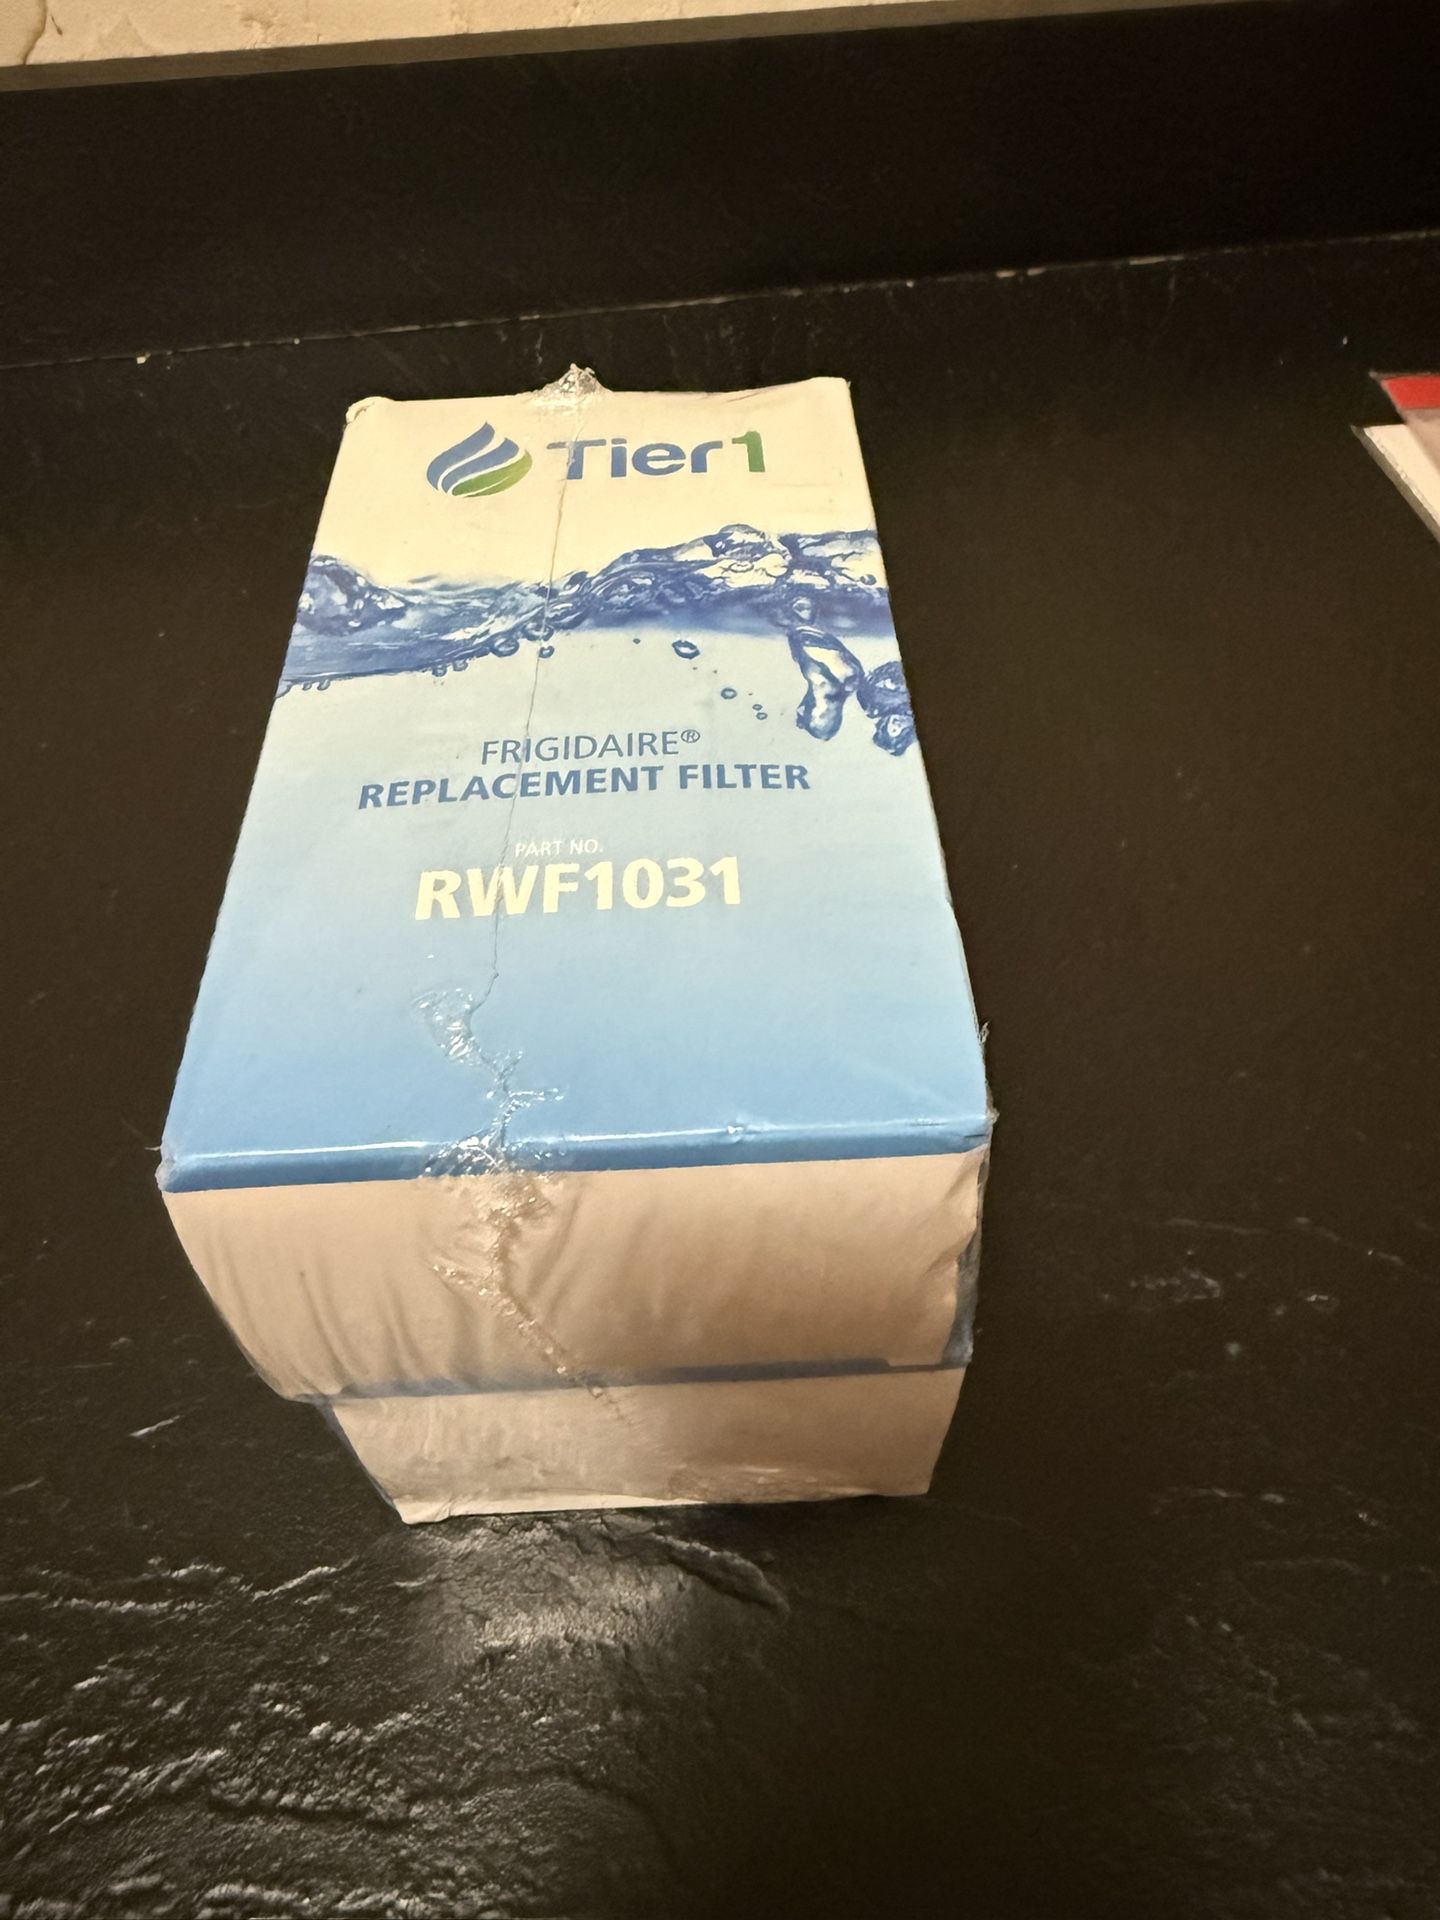 Tier1
FRIGIDAIRE®
REPLACEMENT FILTER
PART NO.
RWF1031